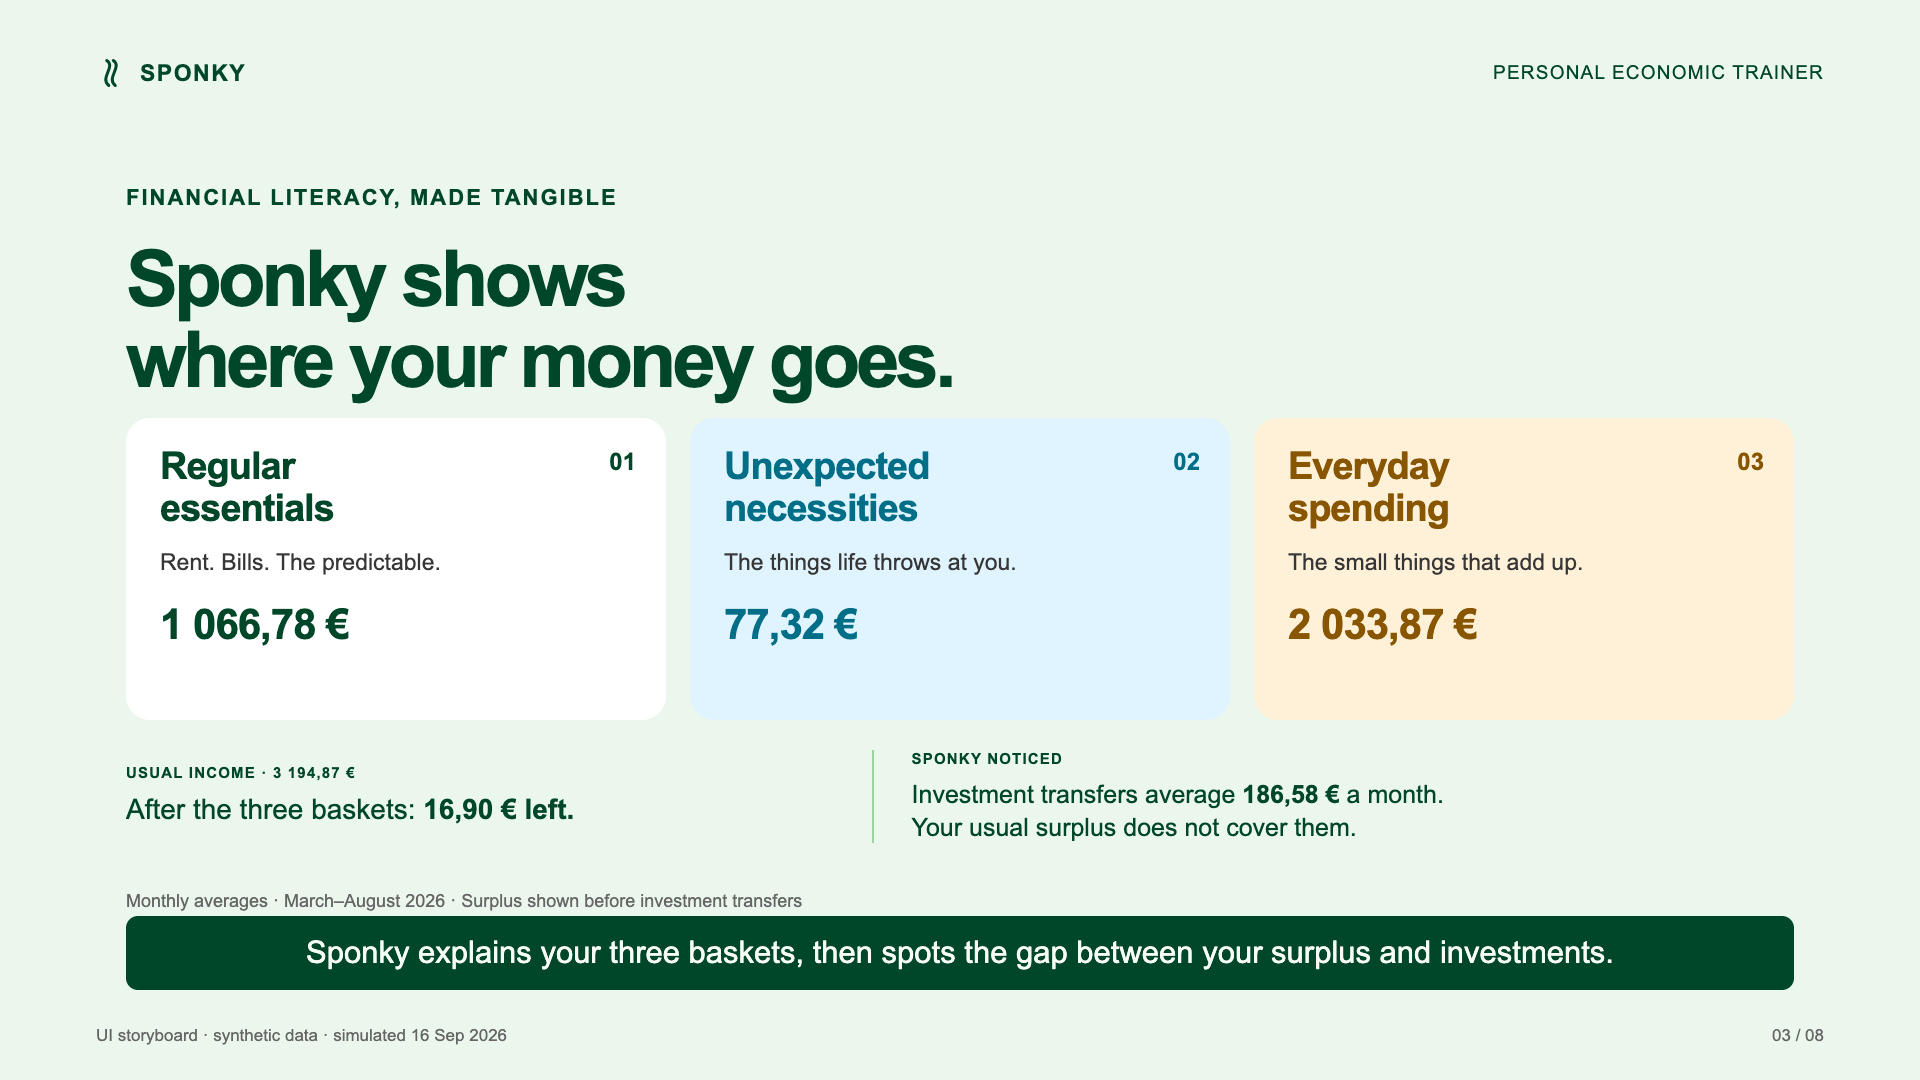 SPONKY
PERSONAL ECONOMIC TRAINER
FINANCIAL LITERACY, MADE TANGIBLE
Sponky shows
where your money goes.
Regular
essentials
01
Rent. Bills. The predictable.
1 066,78 €
Unexpected
necessities
02
The things life throws at you.
77,32 €
Everyday
spending
03
The small things that add up.
2 033,87 €
USUAL INCOME · 3 194,87 €
After the three baskets: 16,90 € left.
SPONKY NOTICED
Investment transfers average 186,58 € a month.
Your usual surplus does not cover them.
Monthly averages · March–August 2026 · Surplus shown before investment transfers
Sponky explains your three baskets, then spots the gap between your surplus and investments.
UI storyboard · synthetic data · simulated 16 Sep 2026
03 / 08